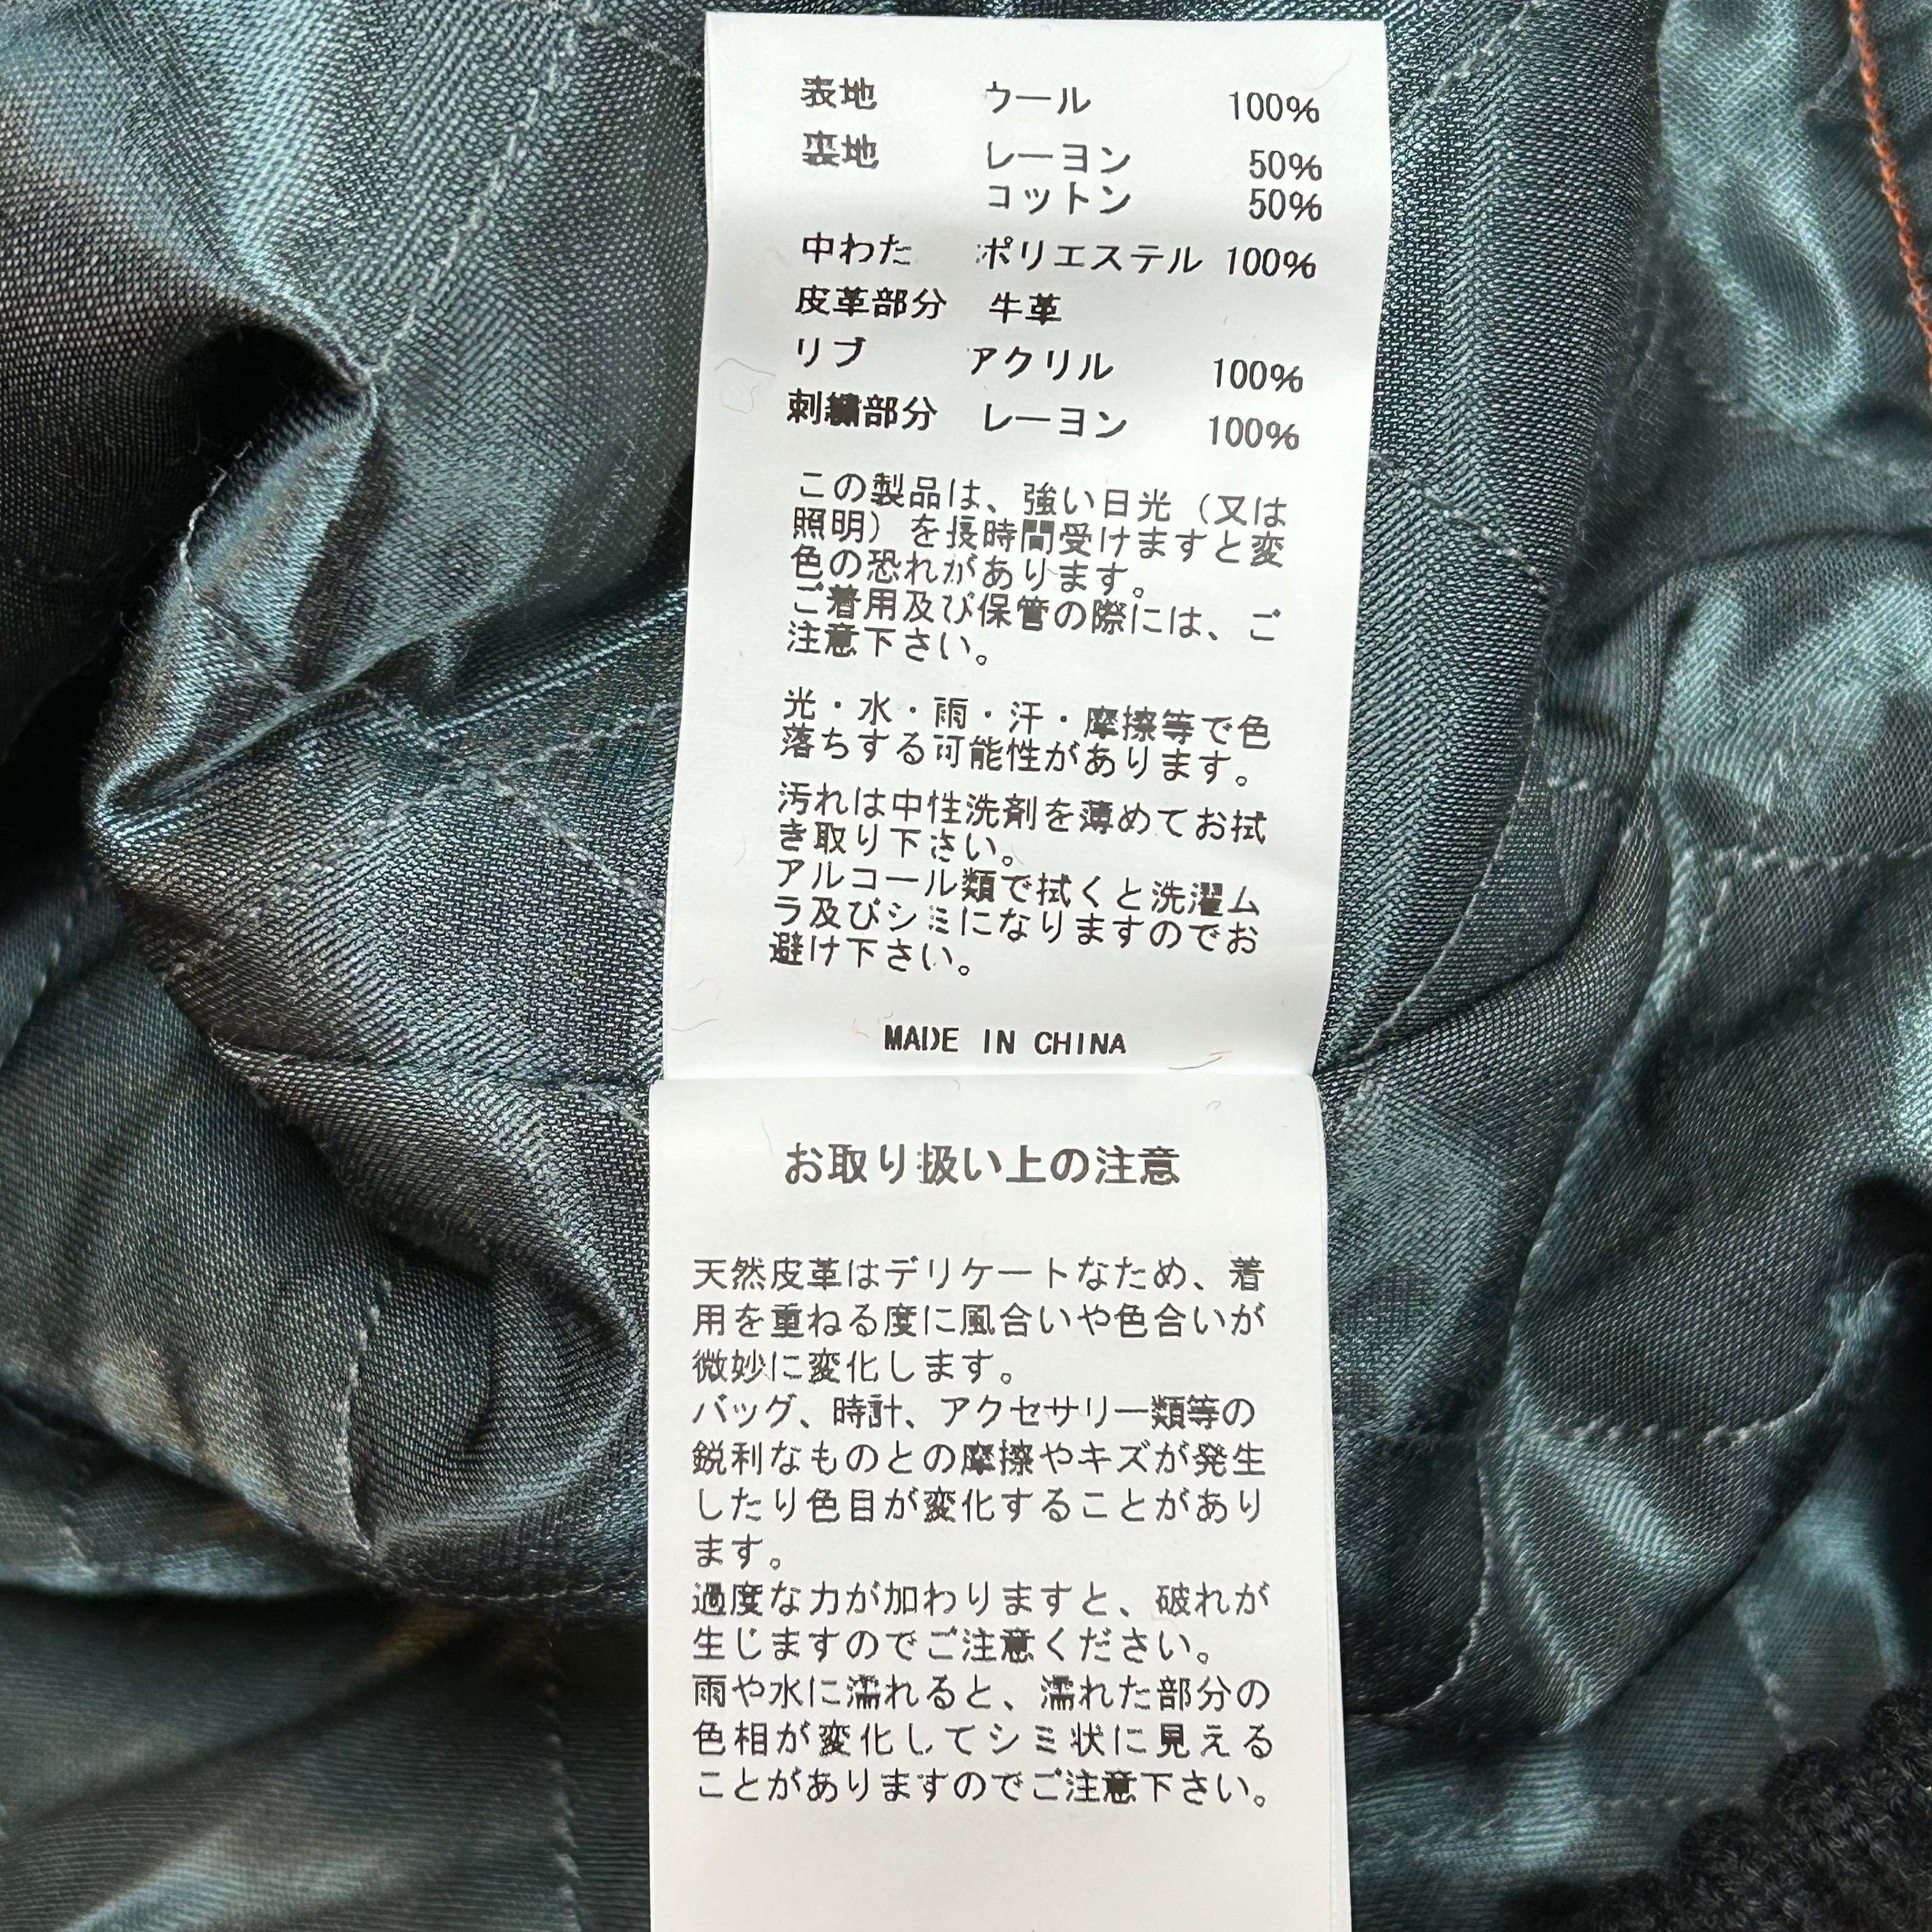 表地 ウール 100%
裏地 レーヨン 50%
コットン 50%
中わた ポリエステル 100%
皮革部分 牛革
リブ アクリル 100%
刺繍部分 レーヨン 100%
この製品は、強い日光（又は
照明）を長時間受けますと変
色の恐れがあります。
ご着用及び保管の際には、ご
注意下さい。
光・水・雨・汗・摩擦等で色
落ちする可能性があります。
汚れは中性洗剤を薄めてお拭
き取り下さい。
アルコール類で拭くと洗濯ム
ラ及びシミになりますのでお
避け下さい。
MADE IN CHINA
お取り扱い上の注意
天然皮革はデリケートなため、着
用を重ねる度に風合いや色合いが
微妙に変化します。
バッグ、時計、アクセサリー類等の
鋭利なものとの摩擦やキズが発生
したり色目が変化することがあり
ます。
過度な力が加わりますと、破れが
生じますのでご注意ください。
雨や水に濡れると、濡れた部分の
色相が変化してシミ状に見える
ことがありますのでご注意下さい。